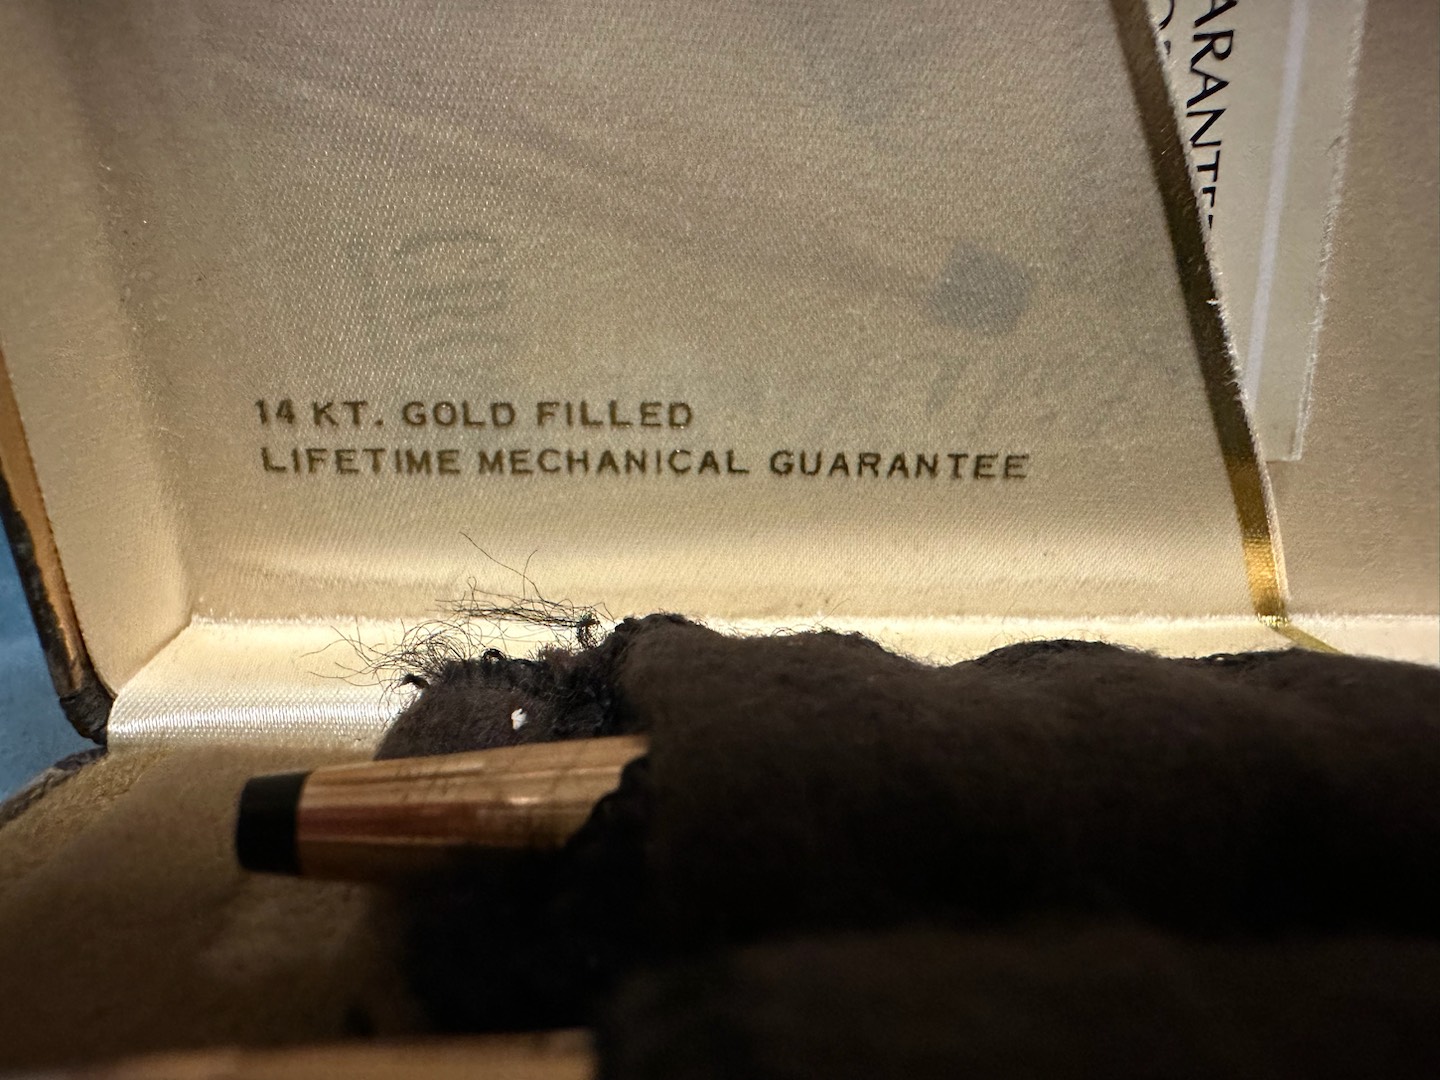 14 KT. GOLD FILLED
LIFETIME MECHANICAL GUARANTEE